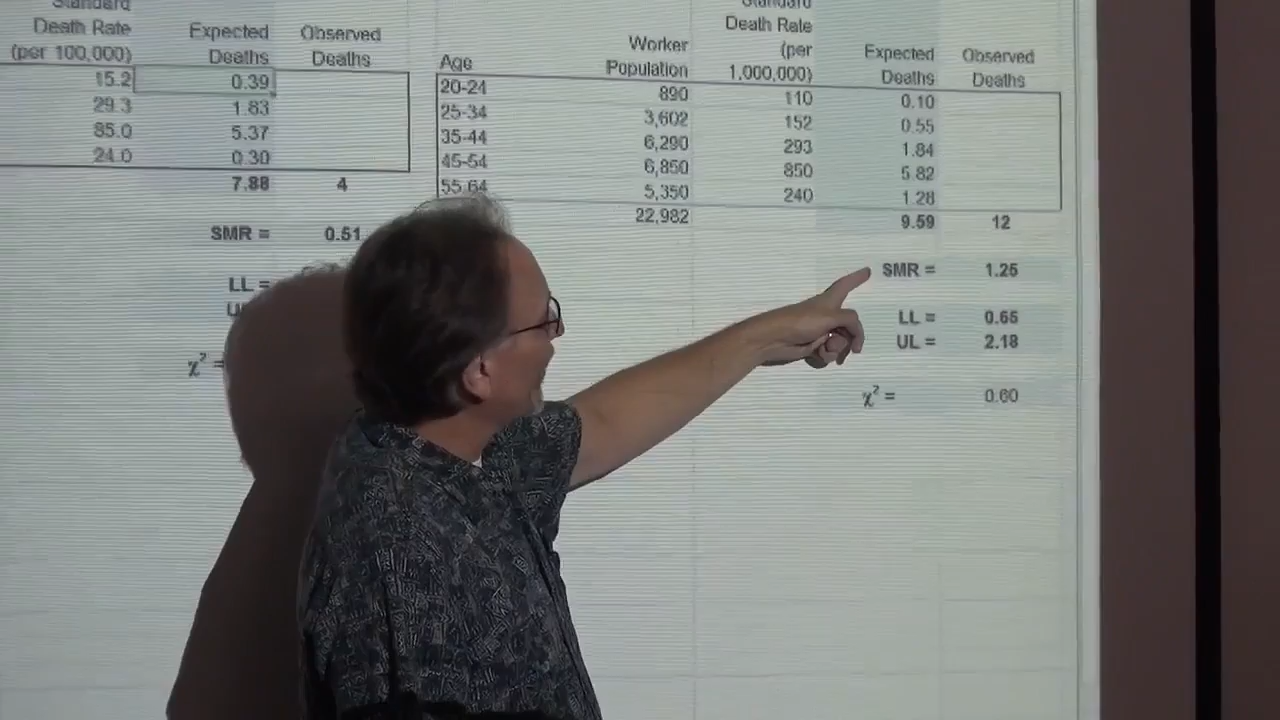 Standard
Death Rate
(per 100,000)
Expected
Deaths
Observed
Deaths
15.2 0.39
29.3 1.83
85.0 5.37
24.0 0.30
7.88 4
SMR = 0.51
LL =
χ² =
Standard
Death Rate
(per
1,000,000)
Age
Worker
Population
Expected
Deaths
Observed
Deaths
20-24 890 110 0.10
25-34 3,602 152 0.55
35-44 6,290 293 1.84
45-54 6,850 850 5.82
55-64 5,350 240 1.28
22,982 9.59 12
SMR = 1.25
LL = 0.65
UL = 2.18
χ² = 0.60